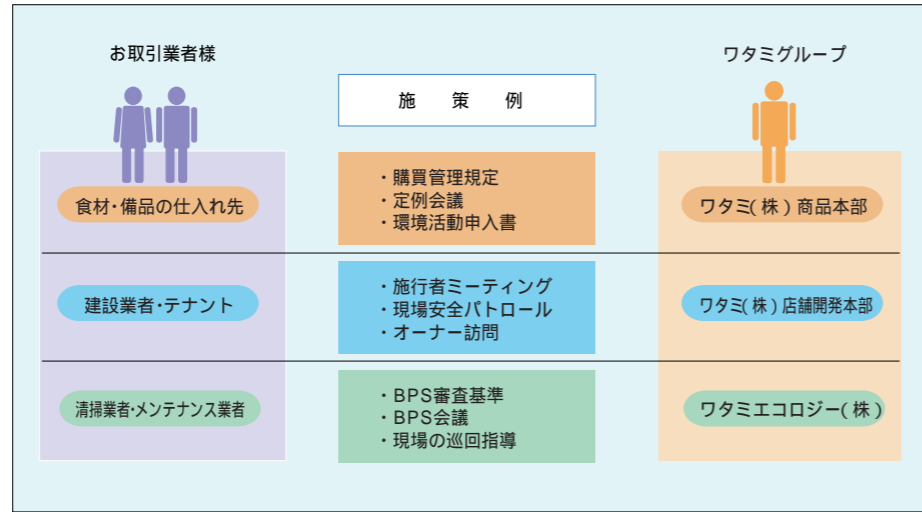 お取引業者様
施策例
ワタミグループ
食材・備品の仕入れ先
・購買管理規定
・定例会議
・環境活動申入書
ワタミ(株)商品本部
建設業者・テナント
・施行者ミーティング
・現場安全パトロール
・オーナー訪問
ワタミ(株)店舗開発本部
清掃業者・メンテナンス業者
・BPS審査基準
・BPS会議
・現場の巡回指導
ワタミエコロジー(株)